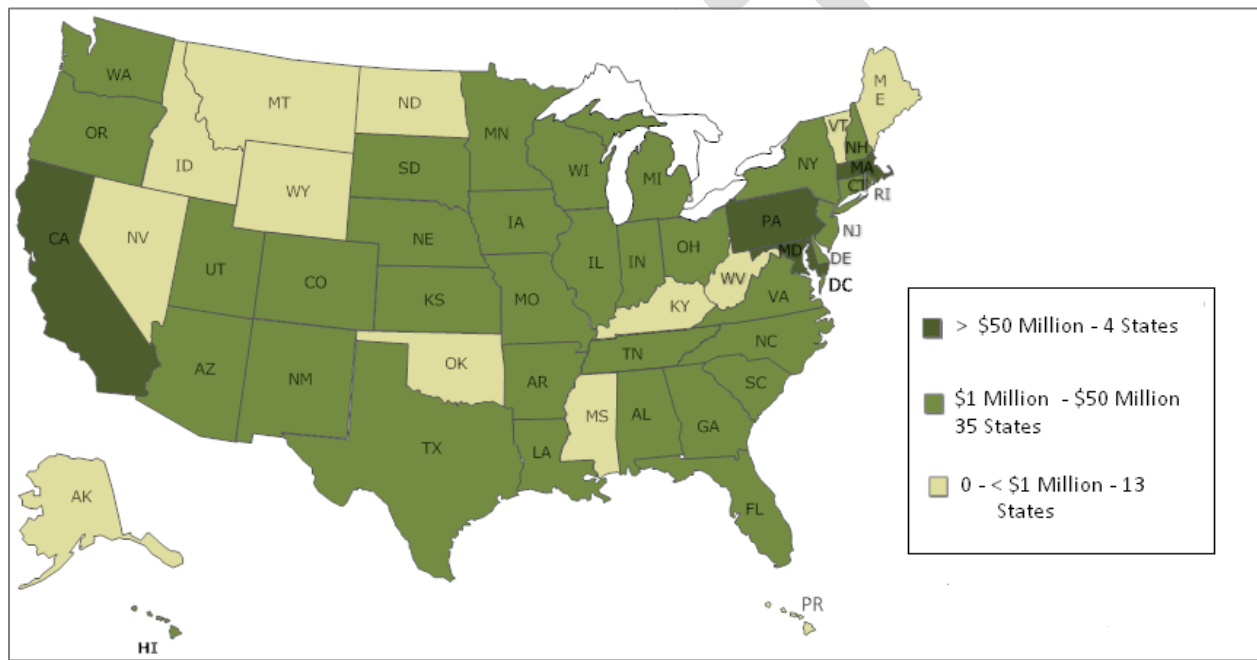 WA
MT
ND
M
E
OR
MN
VT
ID
SD
WI
NH
NY
MA
WY
MI
CT
RI
IA
PA
NE
NJ
CA
NV
OH
MD
DE
UT
IL
IN
CO
WV
DC
KS
MO
VA
KY
NC
TN
OK
AZ
NM
AR
SC
MS
AL
GA
TX
LA
AK
FL
PR
HI
> $50 Million - 4 States
$1 Million - $50 Million
35 States
0 - < $1 Million - 13
States